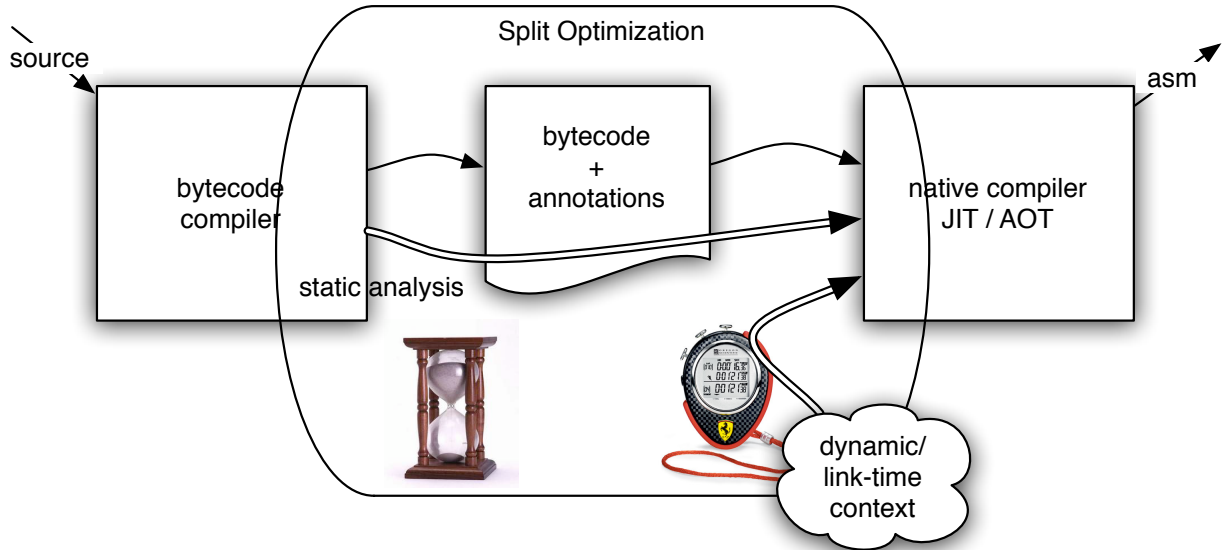 Split Optimization
source
asm
bytecode
compiler
bytecode
+
annotations
native compiler
JIT / AOT
static analysis
dynamic/
link-time
context